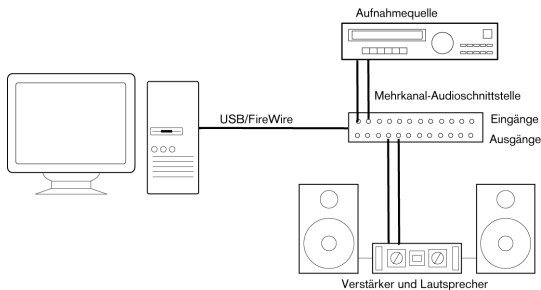 Aufnahmequelle
Mehrkanal-Audioschnittstelle
USB/FireWire
Eingänge
Ausgänge
Verstärker und Lautsprecher